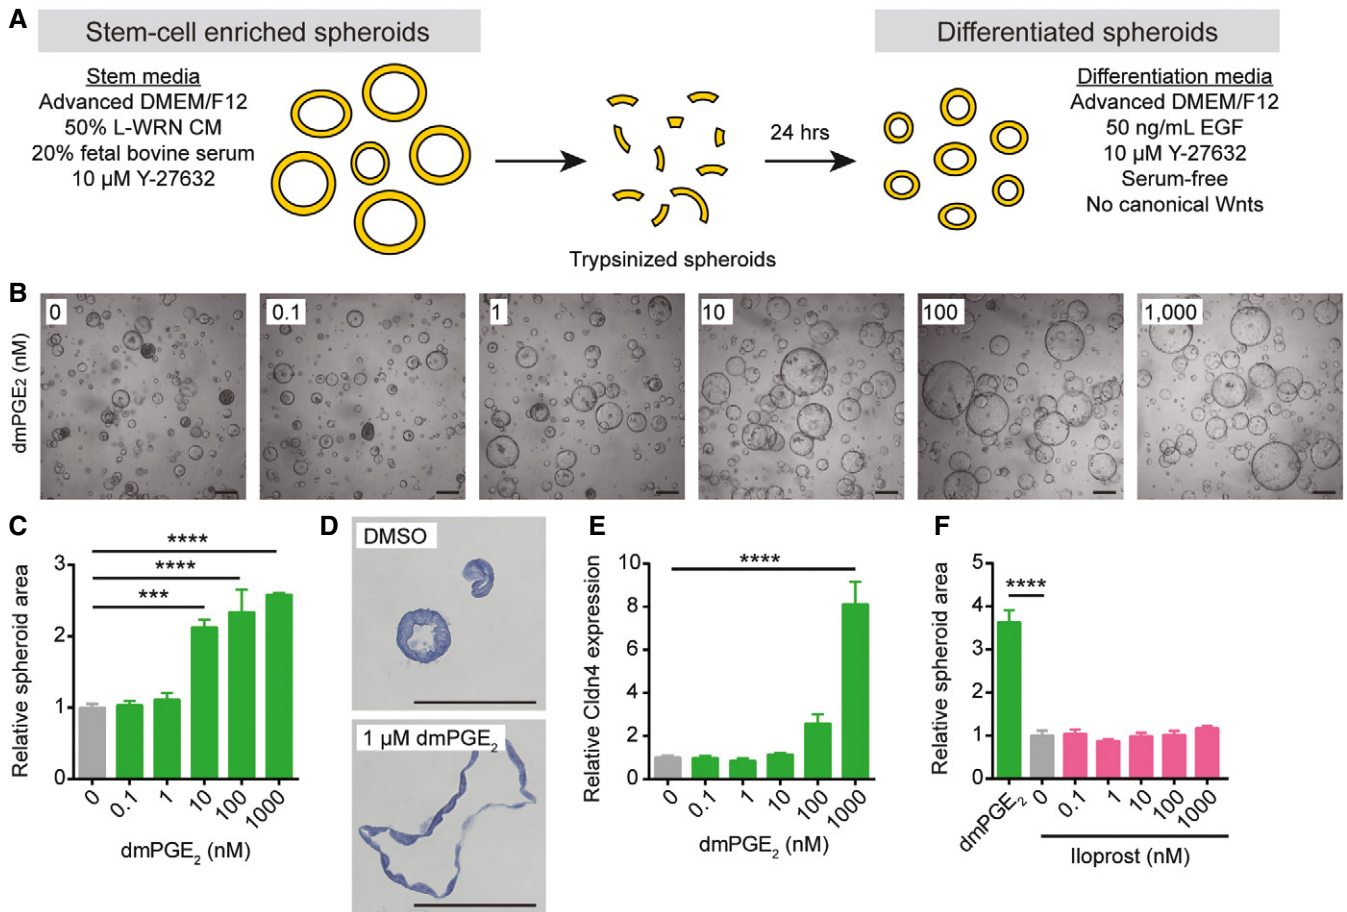 A
Stem-cell enriched spheroids
Differentiated spheroids
Stem media
Advanced DMEM/F12
50% L-WRN CM
20% fetal bovine serum
10 µM Y-27632
24 hrs
Trypsinized spheroids
Differentiation media
Advanced DMEM/F12
50 ng/mL EGF
10 µM Y-27632
Serum-free
No canonical Wnts
B
dmPGE2 (nM)
0
0.1
1
10
100
1,000
C
Relative spheroid area
3
2
1
0
****
****
***
0
0.1
1
10
100
1000
dmPGE₂ (nM)
D
DMSO
1 µM dmPGE₂
E
Relative Cldn4 expression
10
8
6
4
2
0
****
0
0.1
1
10
100
1000
dmPGE₂ (nM)
F
Relative spheroid area
5
4
3
2
1
0
****
dmPGE₂
0
0.1
1
10
100
1000
Iloprost (nM)